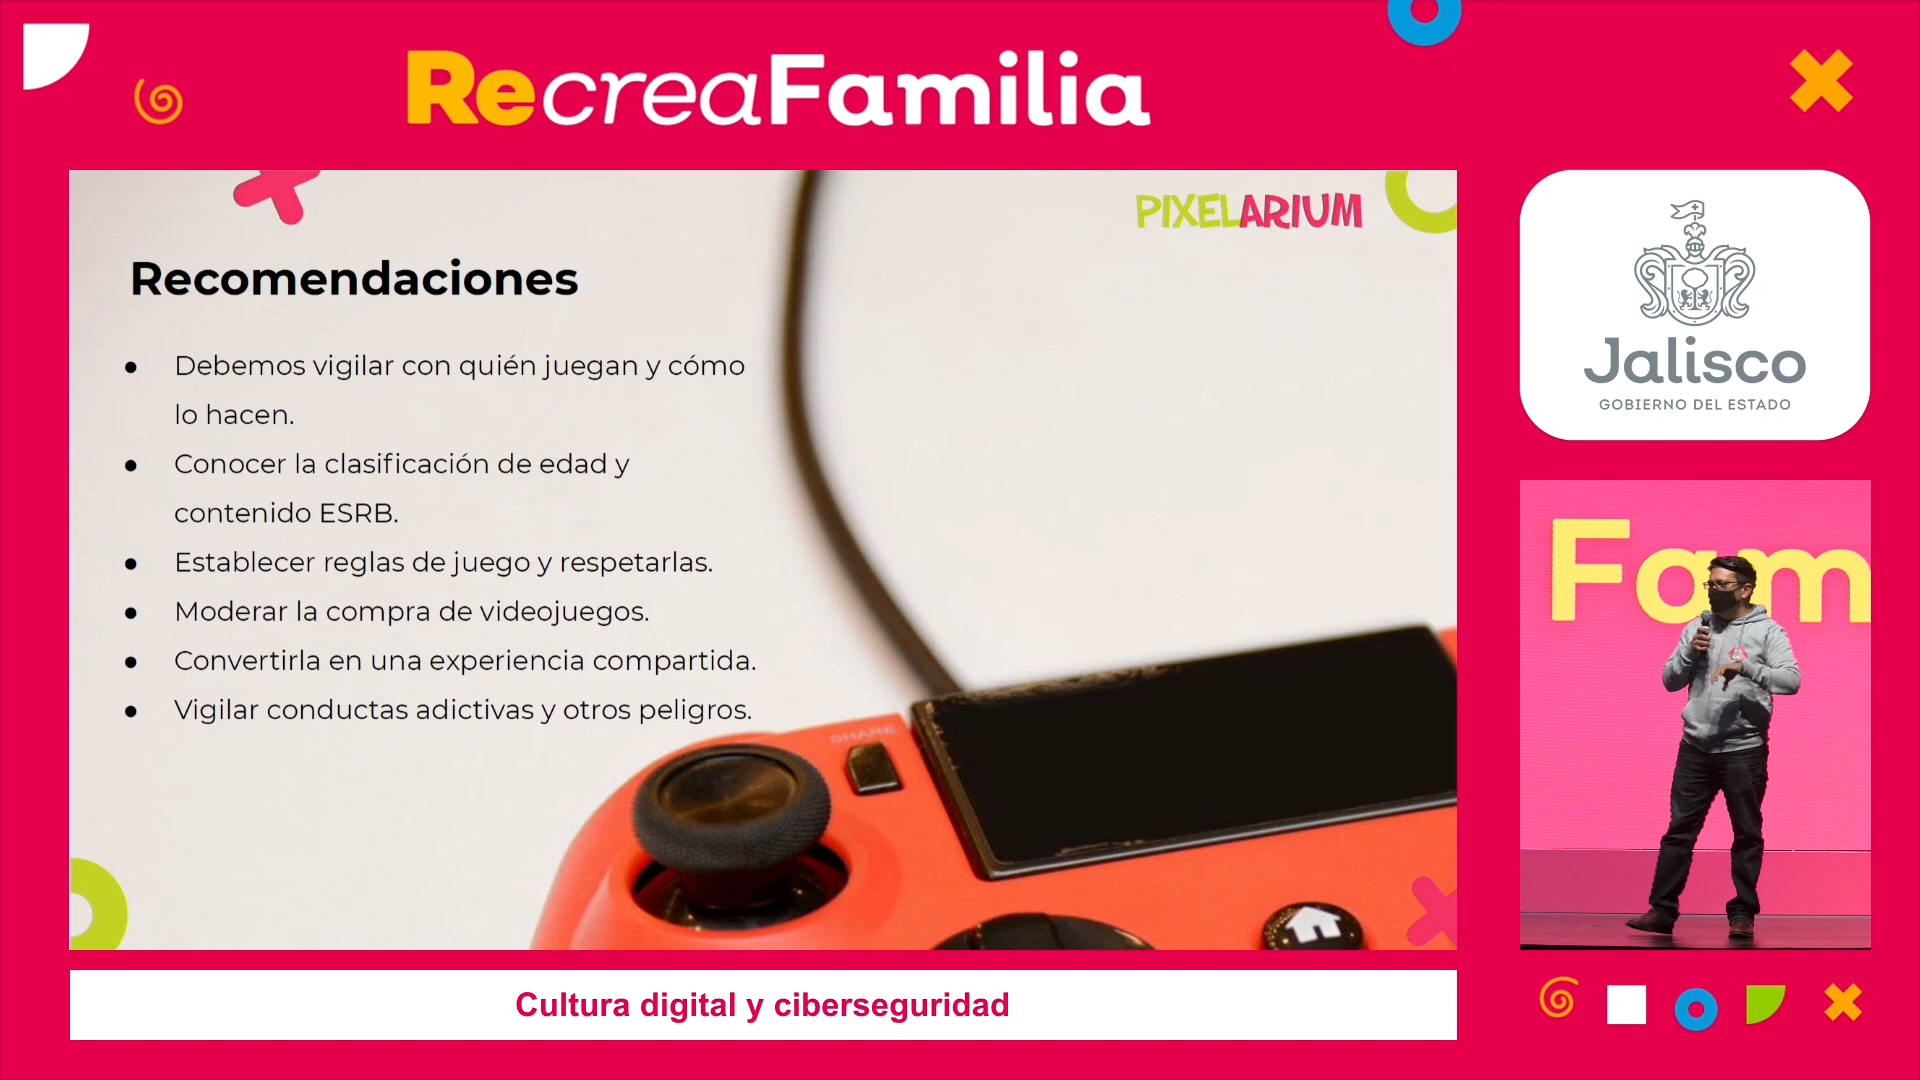 RecreaFamilia
PIXELARIUM
Recomendaciones
● Debemos vigilar con quién juegan y cómo
lo hacen.
● Conocer la clasificación de edad y
contenido ESRB.
● Establecer reglas de juego y respetarlas.
● Moderar la compra de videojuegos.
● Convertirla en una experiencia compartida.
● Vigilar conductas adictivas y otros peligros.
SHARE
Jalisco
GOBIERNO DEL ESTADO
Fam
Cultura digital y ciberseguridad